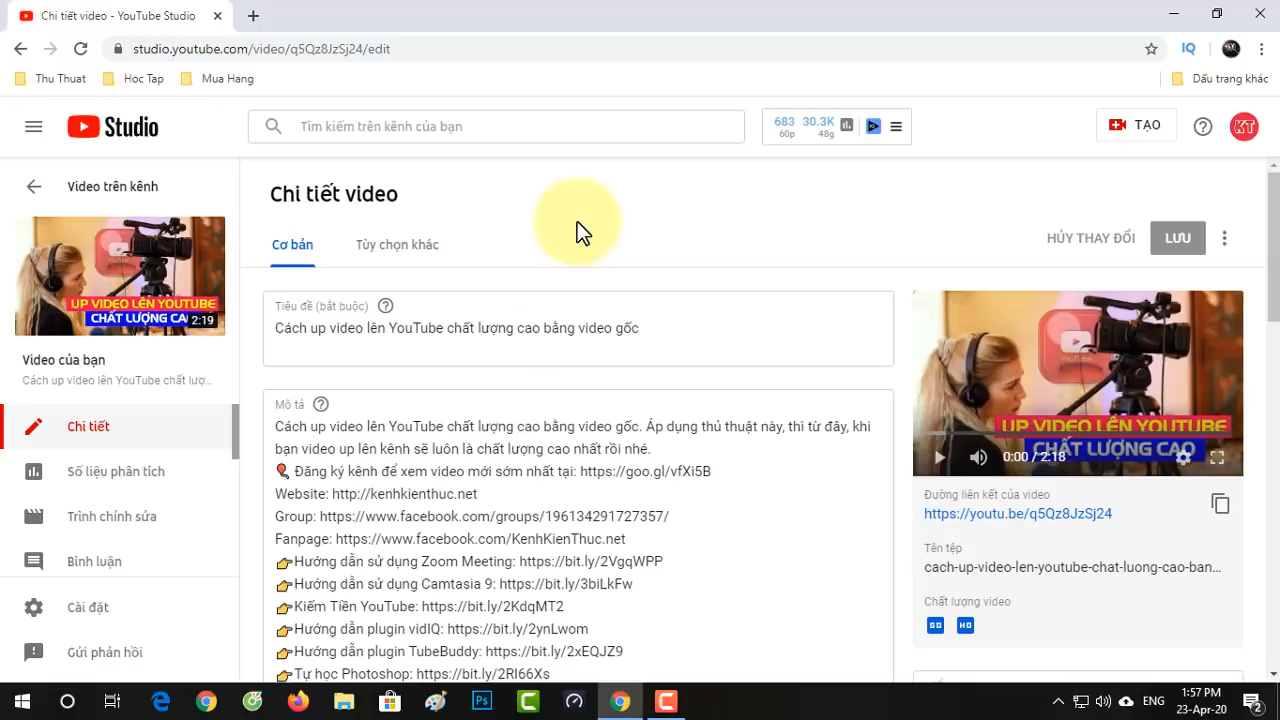 Chi tiết video - YouTube Studio
studio.youtube.com/video/q5Qz8JzSj24/edit
IQ
Thu Thuat
Hoc Tap
Mua Hang
Dấu trang khác
Studio
Tìm kiếm trên kênh của bạn
683 30.3K
60p 48g
TẠO
KT
Video trên kênh
UP VIDEO LÊN YOUTUBE
CHẤT LƯỢNG CA
2:19
Video của bạn
Cách up video lên YouTube chất lượ...
Chi tiết
Số liệu phân tích
Trình chỉnh sửa
Bình luận
Cài đặt
Gửi phản hồi
Chi tiết video
Cơ bản
Tùy chọn khác
HỦY THAY ĐỔI
LƯU
Tiêu đề (bắt buộc)
Cách up video lên YouTube chất lượng cao bằng video gốc
Mô tả
Cách up video lên YouTube chất lượng cao bằng video gốc. Áp dụng thủ thuật này, thì từ đây, khi
bạn video up lên kênh sẽ luôn là chất lượng cao nhất rồi nhé.
Đăng ký kênh để xem video mới sớm nhất tại: https://goo.gl/vfXi5B
Website: http://kenhkienthuc.net
Group: https://www.facebook.com/groups/196134291727357/
Fanpage: https://www.facebook.com/KenhKienThuc.net
👉Hướng dẫn sử dụng Zoom Meeting: https://bit.ly/2VgqWPP
👉Hướng dẫn sử dụng Camtasia 9: https://bit.ly/3biLkFw
👉Kiếm Tiền YouTube: https://bit.ly/2KdqMT2
👉Hướng dẫn plugin vidIQ: https://bit.ly/2ynLwom
👉Hướng dẫn plugin TubeBuddy: https://bit.ly/2xEQJZ9
👉Tự học Photoshop: https://bit.ly/2RI66Xs
YouTube
UP VIDEO LÊN YOUTUBE
CHẤT LƯỢNG CAO
0:00 / 2:18
Đường liên kết của video
https://youtu.be/q5Qz8JzSj24
Tên tệp
cach-up-video-len-youtube-chat-luong-cao-ban...
Chất lượng video
SD HD
Ps
ENG
1:57 PM
23-Apr-20
2